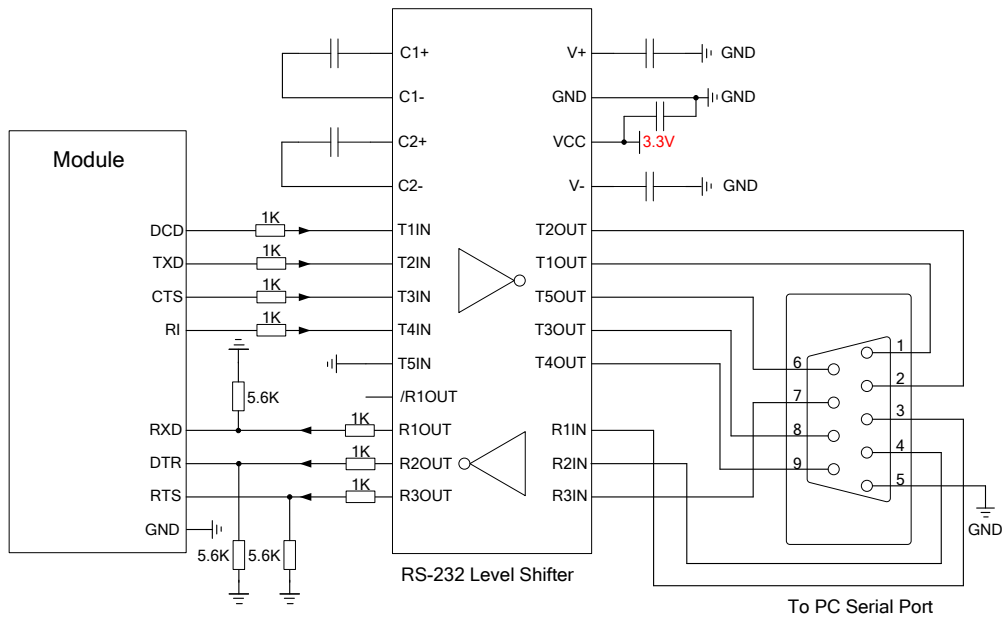 Module
DCD
TXD
CTS
RI
RXD
DTR
RTS
GND
1K
1K
1K
1K
5.6K
1K
1K
1K
5.6K
5.6K
C1+
C1-
C2+
C2-
T1IN
T2IN
T3IN
T4IN
T5IN
/R1OUT
R1OUT
R2OUT
R3OUT
V+
GND
VCC
V-
T2OUT
T1OUT
T5OUT
T3OUT
T4OUT
R1IN
R2IN
R3IN
GND
GND
3.3V
GND
RS-232 Level Shifter
6
7
8
9
1
2
3
4
5
GND
To PC Serial Port